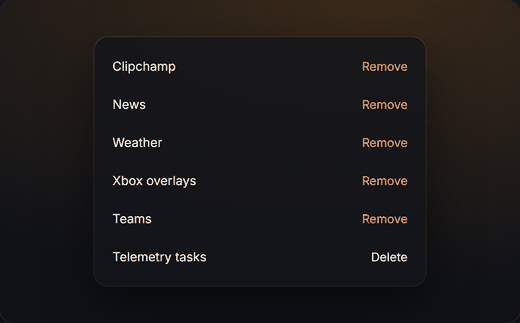 Clipchamp Remove
News Remove
Weather Remove
Xbox overlays Remove
Teams Remove
Telemetry tasks Delete